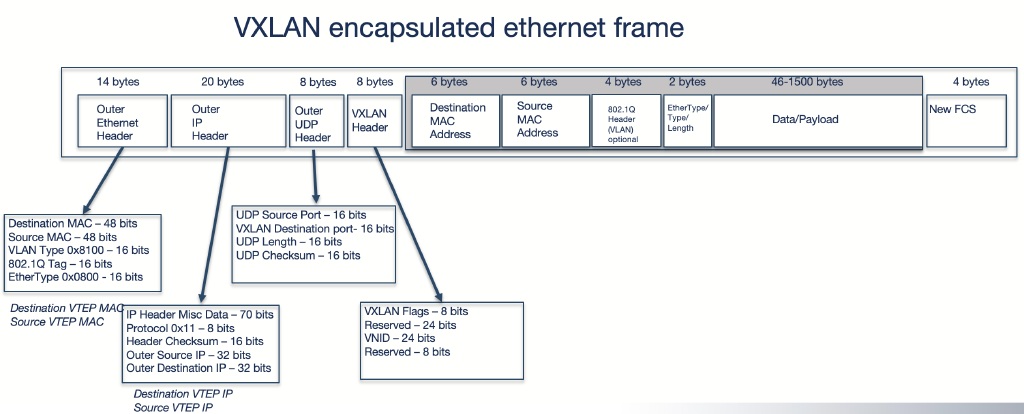 VXLAN encapsulated ethernet frame
14 bytes
20 bytes
8 bytes
8 bytes
6 bytes
6 bytes
4 bytes
2 bytes
46-1500 bytes
4 bytes
Outer
Ethernet
Header
Outer
IP
Header
Outer
UDP
Header
VXLAN
Header
Destination
MAC
Address
Source
MAC
Address
802.1Q
Header
(VLAN)
optional
EtherType/
Type/
Length
Data/Payload
New FCS
Destination MAC – 48 bits
Source MAC – 48 bits
VLAN Type 0x8100 – 16 bits
802.1Q Tag – 16 bits
EtherType 0x0800 - 16 bits
Destination VTEP MAC
Source VTEP MAC
IP Header Misc Data – 70 bits
Protocol 0x11 – 8 bits
Header Checksum – 16 bits
Outer Source IP – 32 bits
Outer Destination IP – 32 bits
Destination VTEP IP
Source VTEP IP
UDP Source Port – 16 bits
VXLAN Destination port- 16 bits
UDP Length – 16 bits
UDP Checksum – 16 bits
VXLAN Flags – 8 bits
Reserved – 24 bits
VNID – 24 bits
Reserved – 8 bits